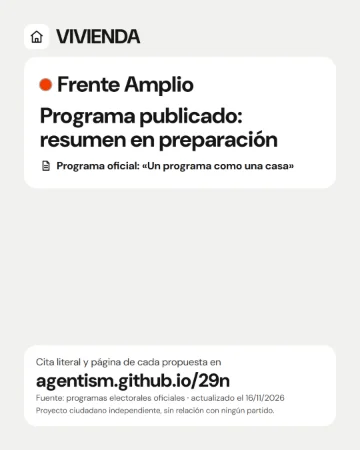 VIVIENDA
Frente Amplio
Programa publicado:
resumen en preparación
Programa oficial: «Un programa como una casa»
Cita literal y página de cada propuesta en
agentism.github.io/29n
Fuente: programas electorales oficiales · actualizado el 16/11/2026
Proyecto ciudadano independiente, sin relación con ningún partido.